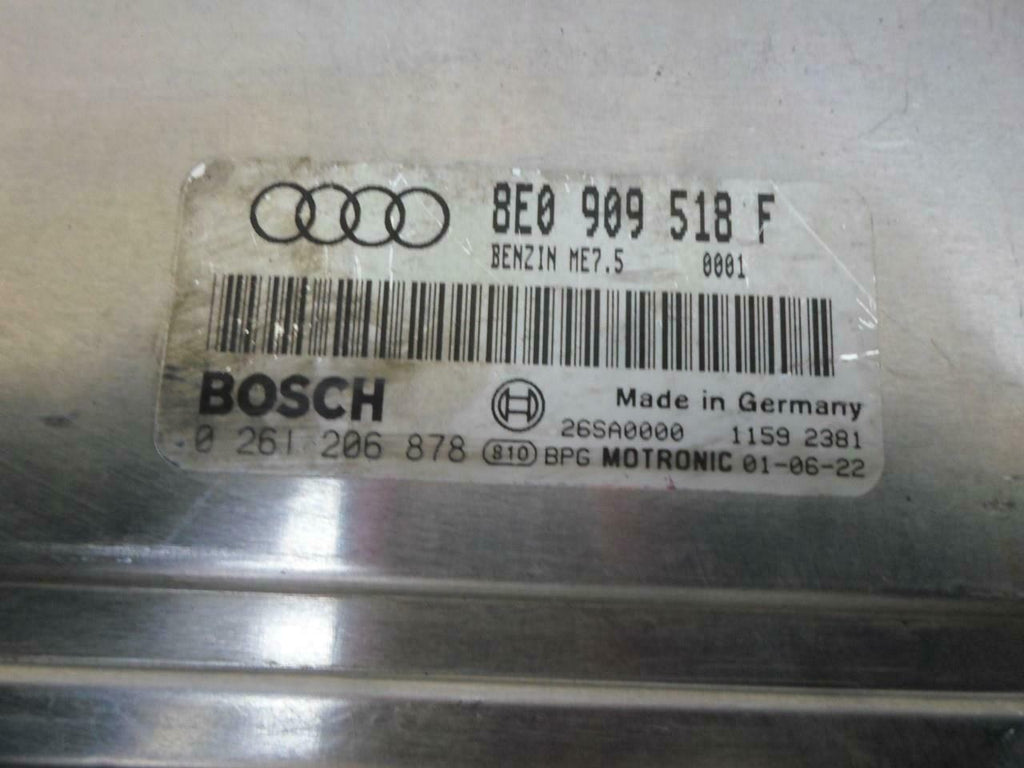 8E0 909 518 F
BENZIN ME7.5 0001
BOSCH
Made in Germany
26SA0000 1159 2381
0 261 206 878 810 BPG MOTRONIC 01-06-22